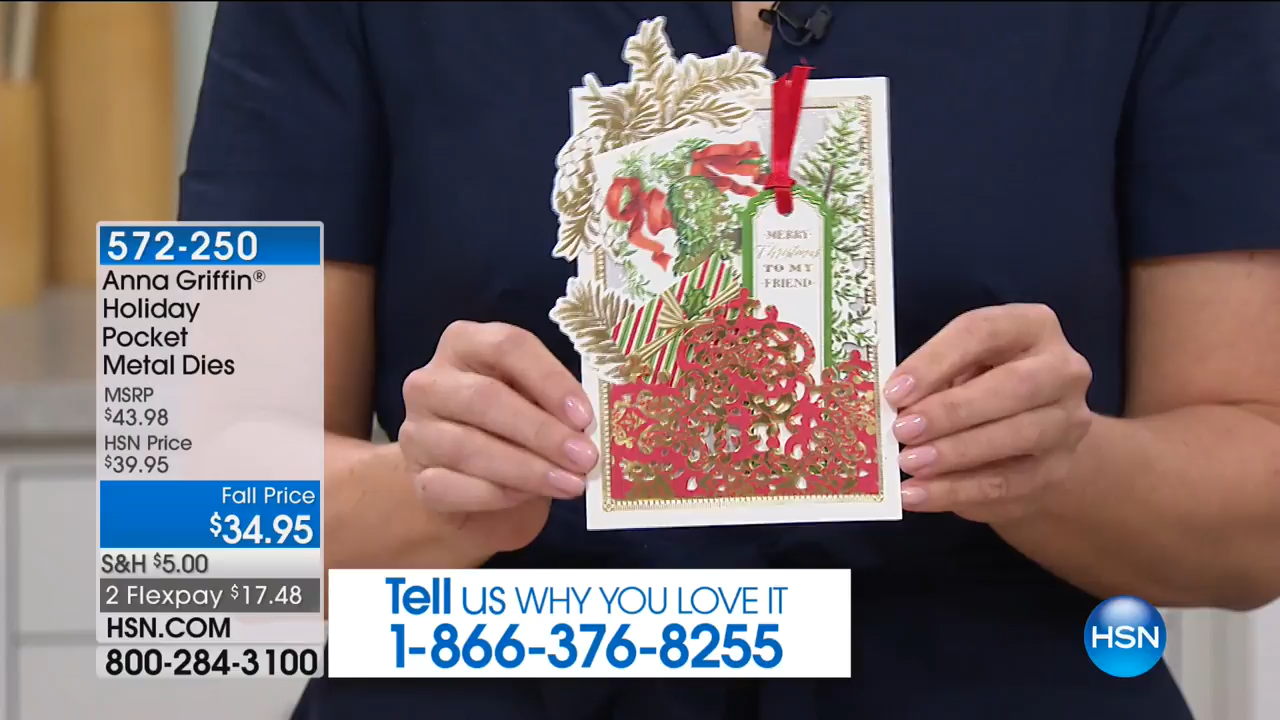 MERRY
Christmas
TO MY
FRIEND
572-250
Anna Griffin®
Holiday
Pocket
Metal Dies
MSRP
$43.98
HSN Price
$39.95
Fall Price
$34.95
S&H $5.00
2 Flexpay $17.48
HSN.COM
800-284-3100
Tell us WHY YOU LOVE IT
1-866-376-8255
HSN